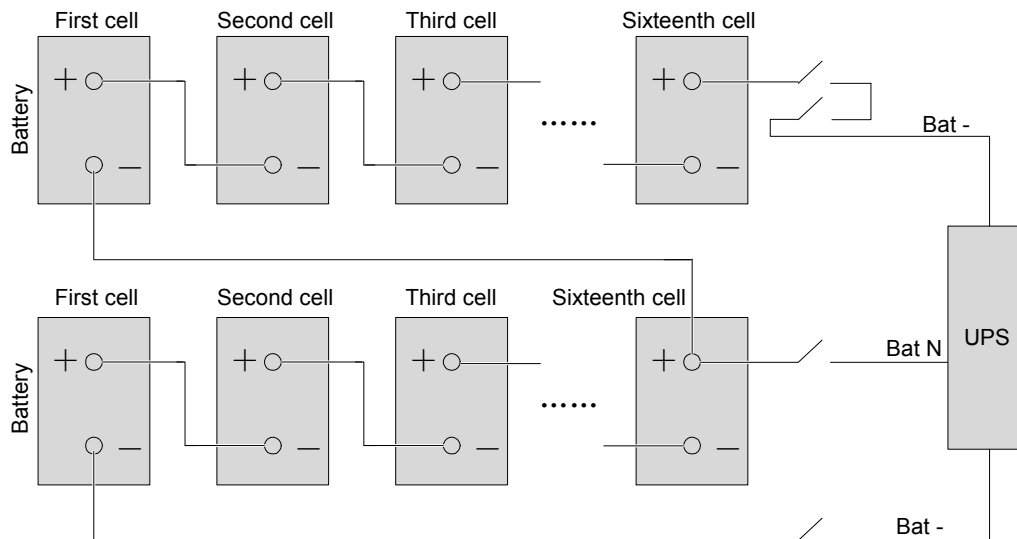 First cell
Second cell
Third cell
Sixteenth cell
Battery
+
+
+
+
......
Bat -
−
−
−
−
First cell
Second cell
Third cell
Sixteenth cell
Battery
+
+
+
+
......
Bat N
UPS
−
−
−
−
Bat -